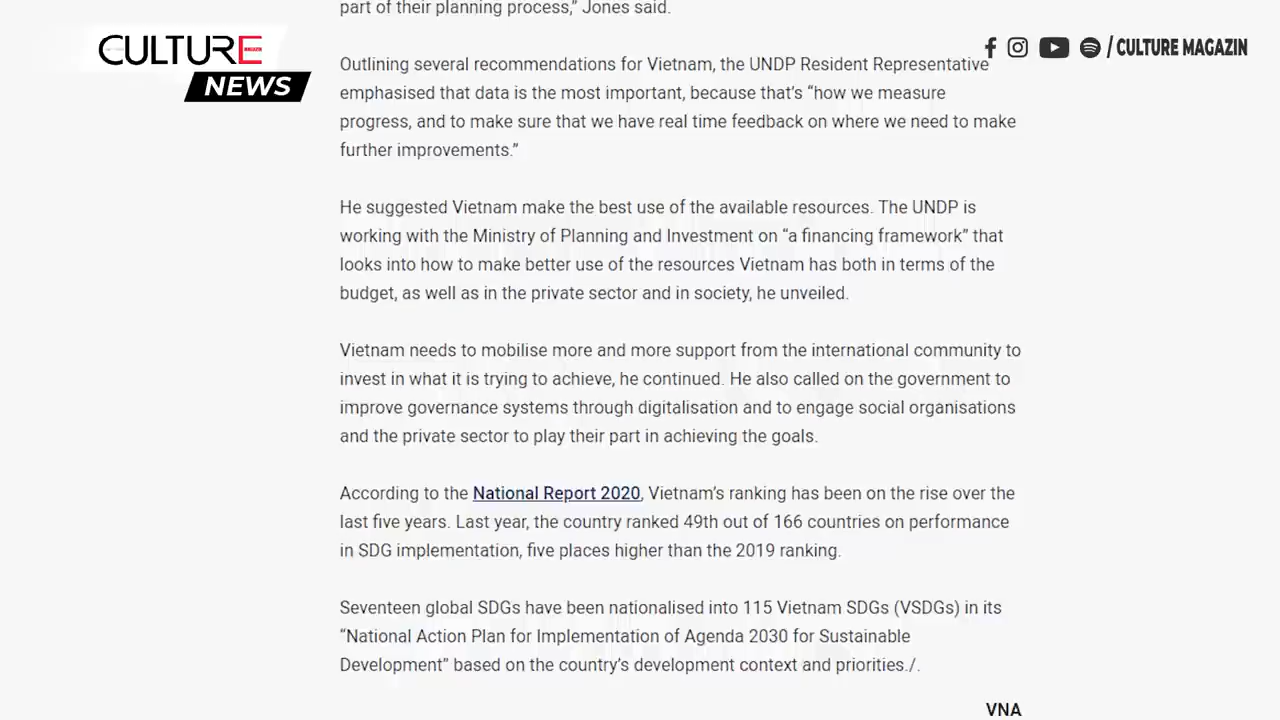 part of their planning process,” Jones said.
CULTURE
NEWS
/ CULTURE MAGAZIN
Outlining several recommendations for Vietnam, the UNDP Resident Representative
emphasised that data is the most important, because that’s “how we measure
progress, and to make sure that we have real time feedback on where we need to make
further improvements.”
He suggested Vietnam make the best use of the available resources. The UNDP is
working with the Ministry of Planning and Investment on “a financing framework” that
looks into how to make better use of the resources Vietnam has both in terms of the
budget, as well as in the private sector and in society, he unveiled.
Vietnam needs to mobilise more and more support from the international community to
invest in what it is trying to achieve, he continued. He also called on the government to
improve governance systems through digitalisation and to engage social organisations
and the private sector to play their part in achieving the goals.
According to the National Report 2020, Vietnam’s ranking has been on the rise over the
last five years. Last year, the country ranked 49th out of 166 countries on performance
in SDG implementation, five places higher than the 2019 ranking.
Seventeen global SDGs have been nationalised into 115 Vietnam SDGs (VSDGs) in its
“National Action Plan for Implementation of Agenda 2030 for Sustainable
Development” based on the country’s development context and priorities./.
VNA